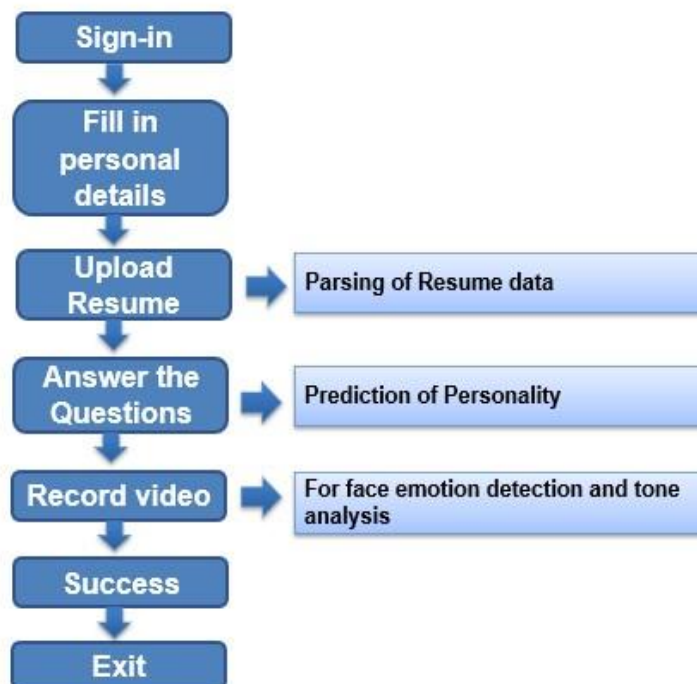 Sign-in
Fill in
personal
details
Upload
Resume
Parsing of Resume data
Answer the
Questions
Prediction of Personality
Record video
For face emotion detection and tone
analysis
Success
Exit